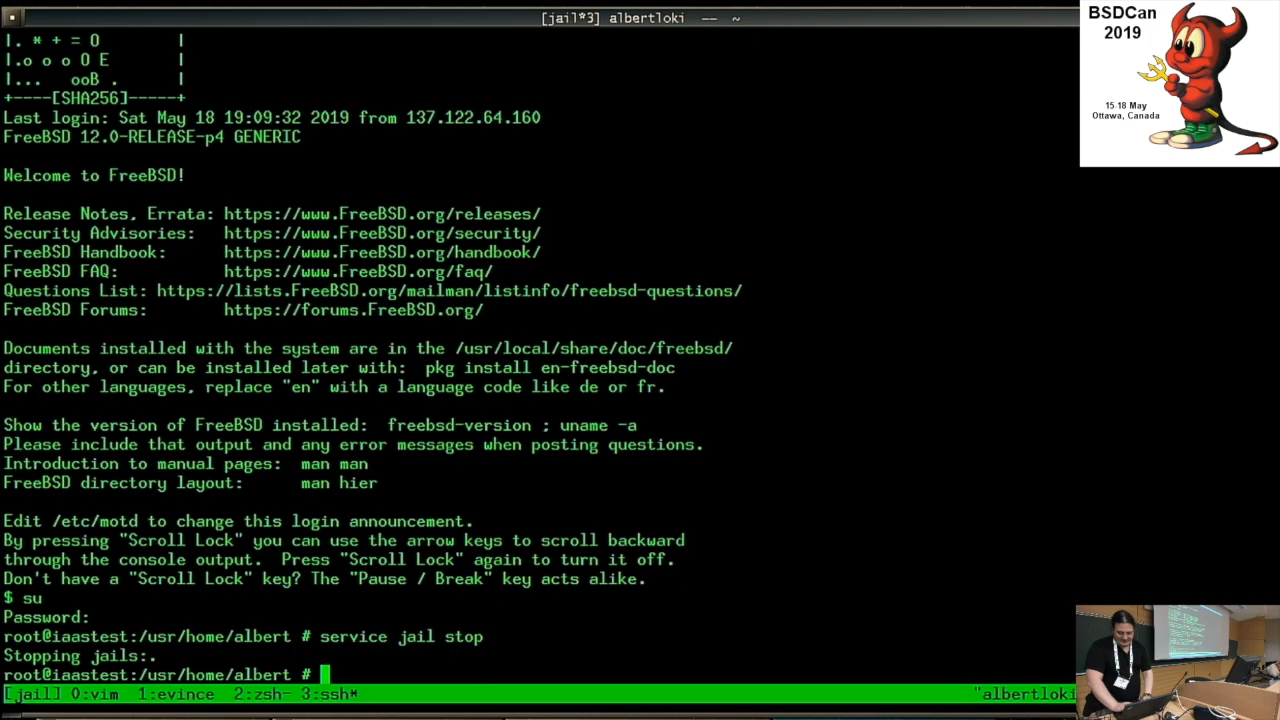 [jail*3] albertloki -- ~
|. * + = O        |
|.o o o O E       |
|...   ooB .      |
+----[SHA256]-----+
Last login: Sat May 18 19:09:32 2019 from 137.122.64.160
FreeBSD 12.0-RELEASE-p4 GENERIC
Welcome to FreeBSD!
Release Notes, Errata: https://www.FreeBSD.org/releases/
Security Advisories:   https://www.FreeBSD.org/security/
FreeBSD Handbook:      https://www.FreeBSD.org/handbook/
FreeBSD FAQ:           https://www.FreeBSD.org/faq/
Questions List: https://lists.FreeBSD.org/mailman/listinfo/freebsd-questions/
FreeBSD Forums:        https://forums.FreeBSD.org/
Documents installed with the system are in the /usr/local/share/doc/freebsd/
directory, or can be installed later with:  pkg install en-freebsd-doc
For other languages, replace "en" with a language code like de or fr.
Show the version of FreeBSD installed:  freebsd-version ; uname -a
Please include that output and any error messages when posting questions.
Introduction to manual pages:  man man
FreeBSD directory layout:      man hier
Edit /etc/motd to change this login announcement.
By pressing "Scroll Lock" you can use the arrow keys to scroll backward
through the console output.  Press "Scroll Lock" again to turn it off.
Don't have a "Scroll Lock" key? The "Pause / Break" key acts alike.
$ su
Password:
root@iaastest:/usr/home/albert # service jail stop
Stopping jails:.
root@iaastest:/usr/home/albert #
[jail] 0:vim  1:evince  2:zsh- 3:ssh*
"albertloki
BSDCan
2019
15-18 May
Ottawa, Canada